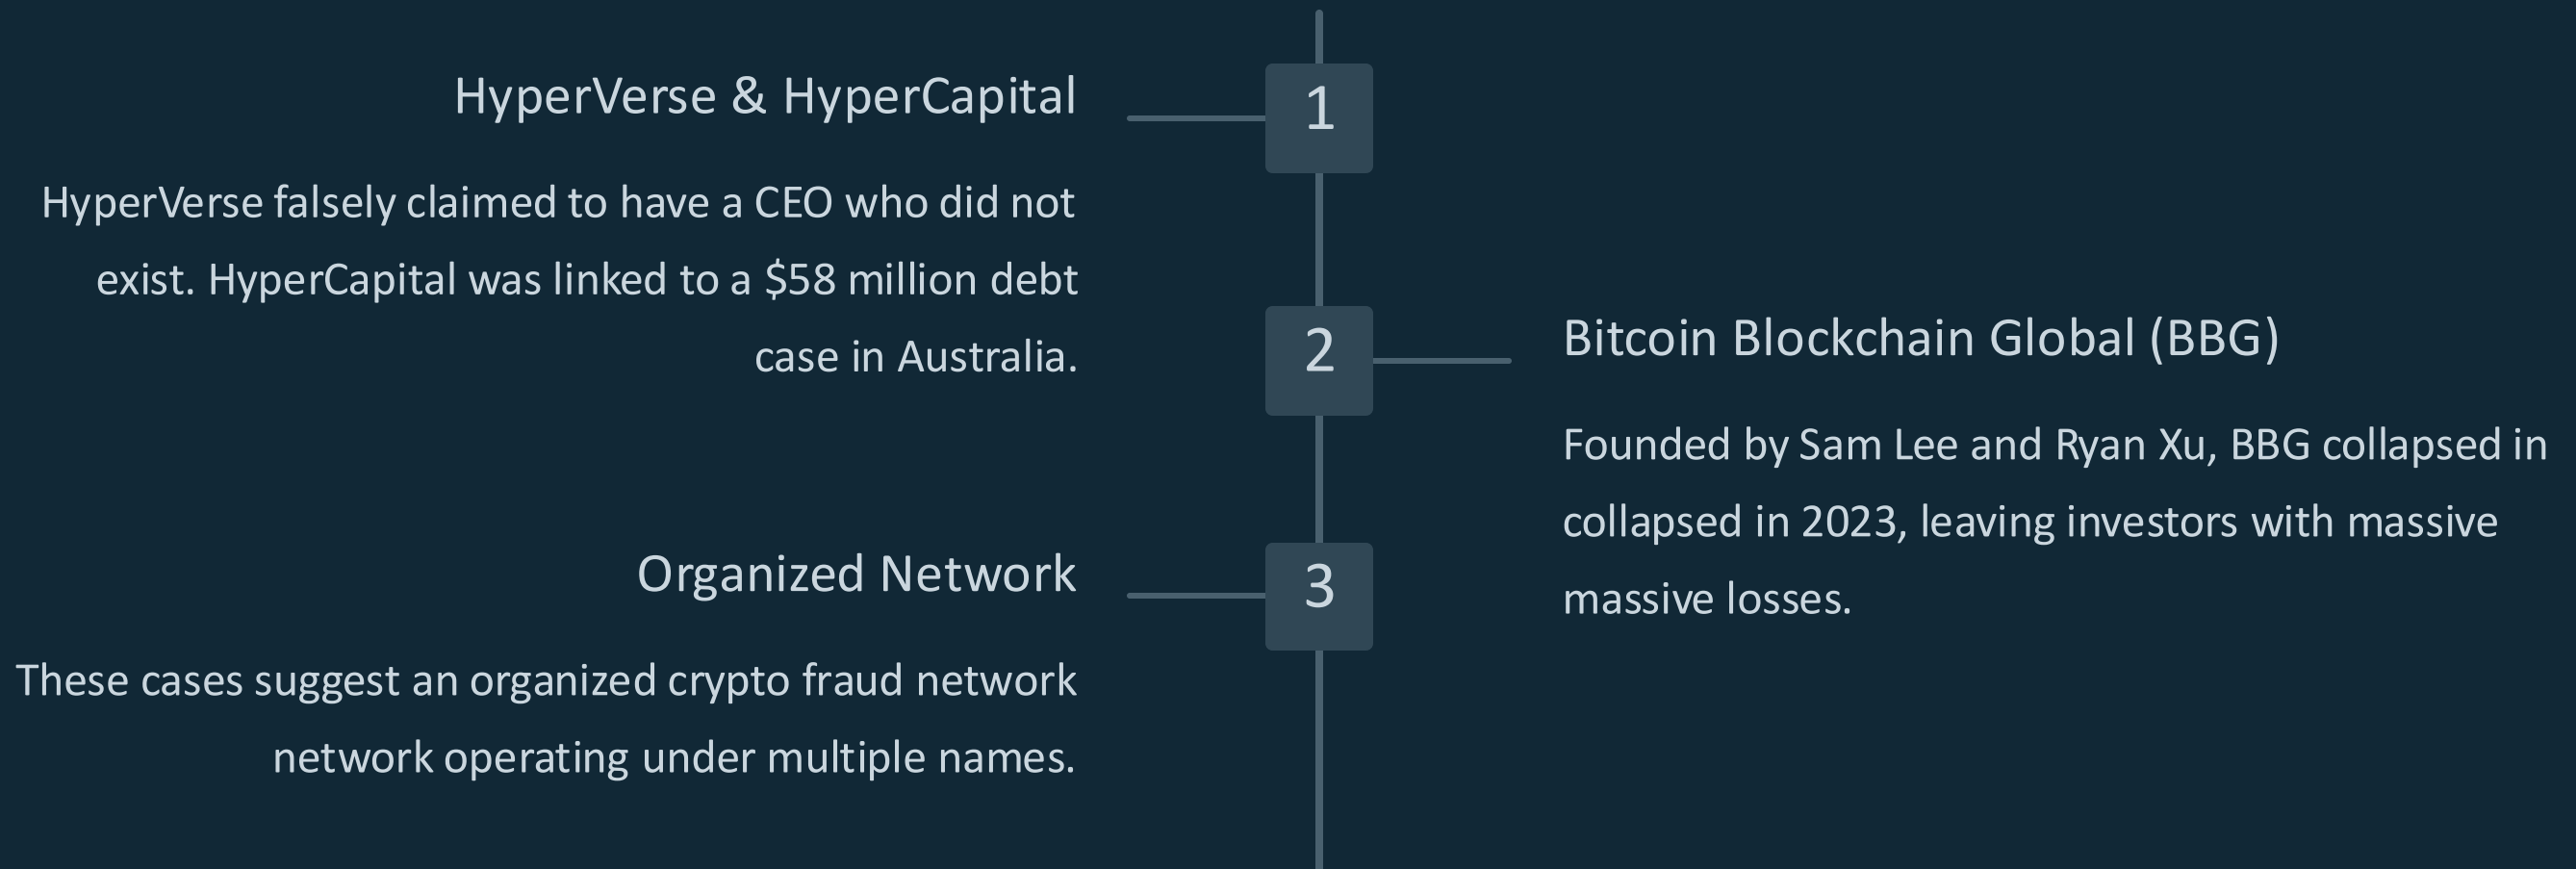 1
HyperVerse & HyperCapital
HyperVerse falsely claimed to have a CEO who did not
exist. HyperCapital was linked to a $58 million debt
case in Australia.
2
Bitcoin Blockchain Global (BBG)
Founded by Sam Lee and Ryan Xu, BBG collapsed in
collapsed in 2023, leaving investors with massive
massive losses.
3
Organized Network
These cases suggest an organized crypto fraud network
network operating under multiple names.